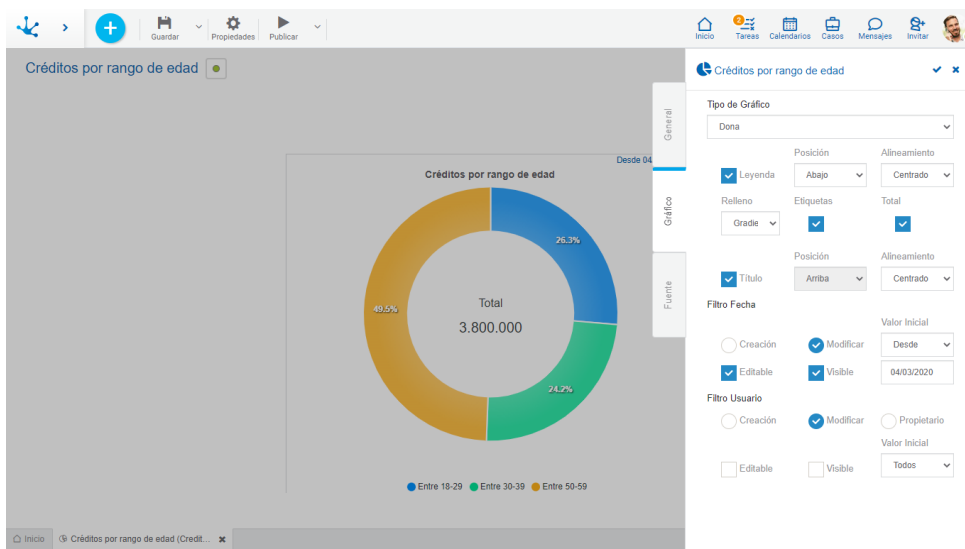 Guardar
Propiedades
Publicar
Inicio
2
Tareas
Calendarios
Casos
Mensajes
Invitar
Créditos por rango de edad
Desde 04
Créditos por rango de edad
26.3%
49.5%
24.2%
Total
3.800.000
Entre 18-29 Entre 30-39 Entre 50-59
General
Gráfico
Fuente
Créditos por rango de edad
Tipo de Gráfico
Dona
Posición Alineamiento
Leyenda Abajo Centrado
Relleno Etiquetas Total
Gradie
Posición Alineamiento
Título Arriba Centrado
Filtro Fecha
Valor Inicial
Creación Modificar Desde
Editable Visible 04/03/2020
Filtro Usuario
Creación Modificar Propietario
Valor Inicial
Editable Visible Todos
Inicio
Créditos por rango de edad (Credit...